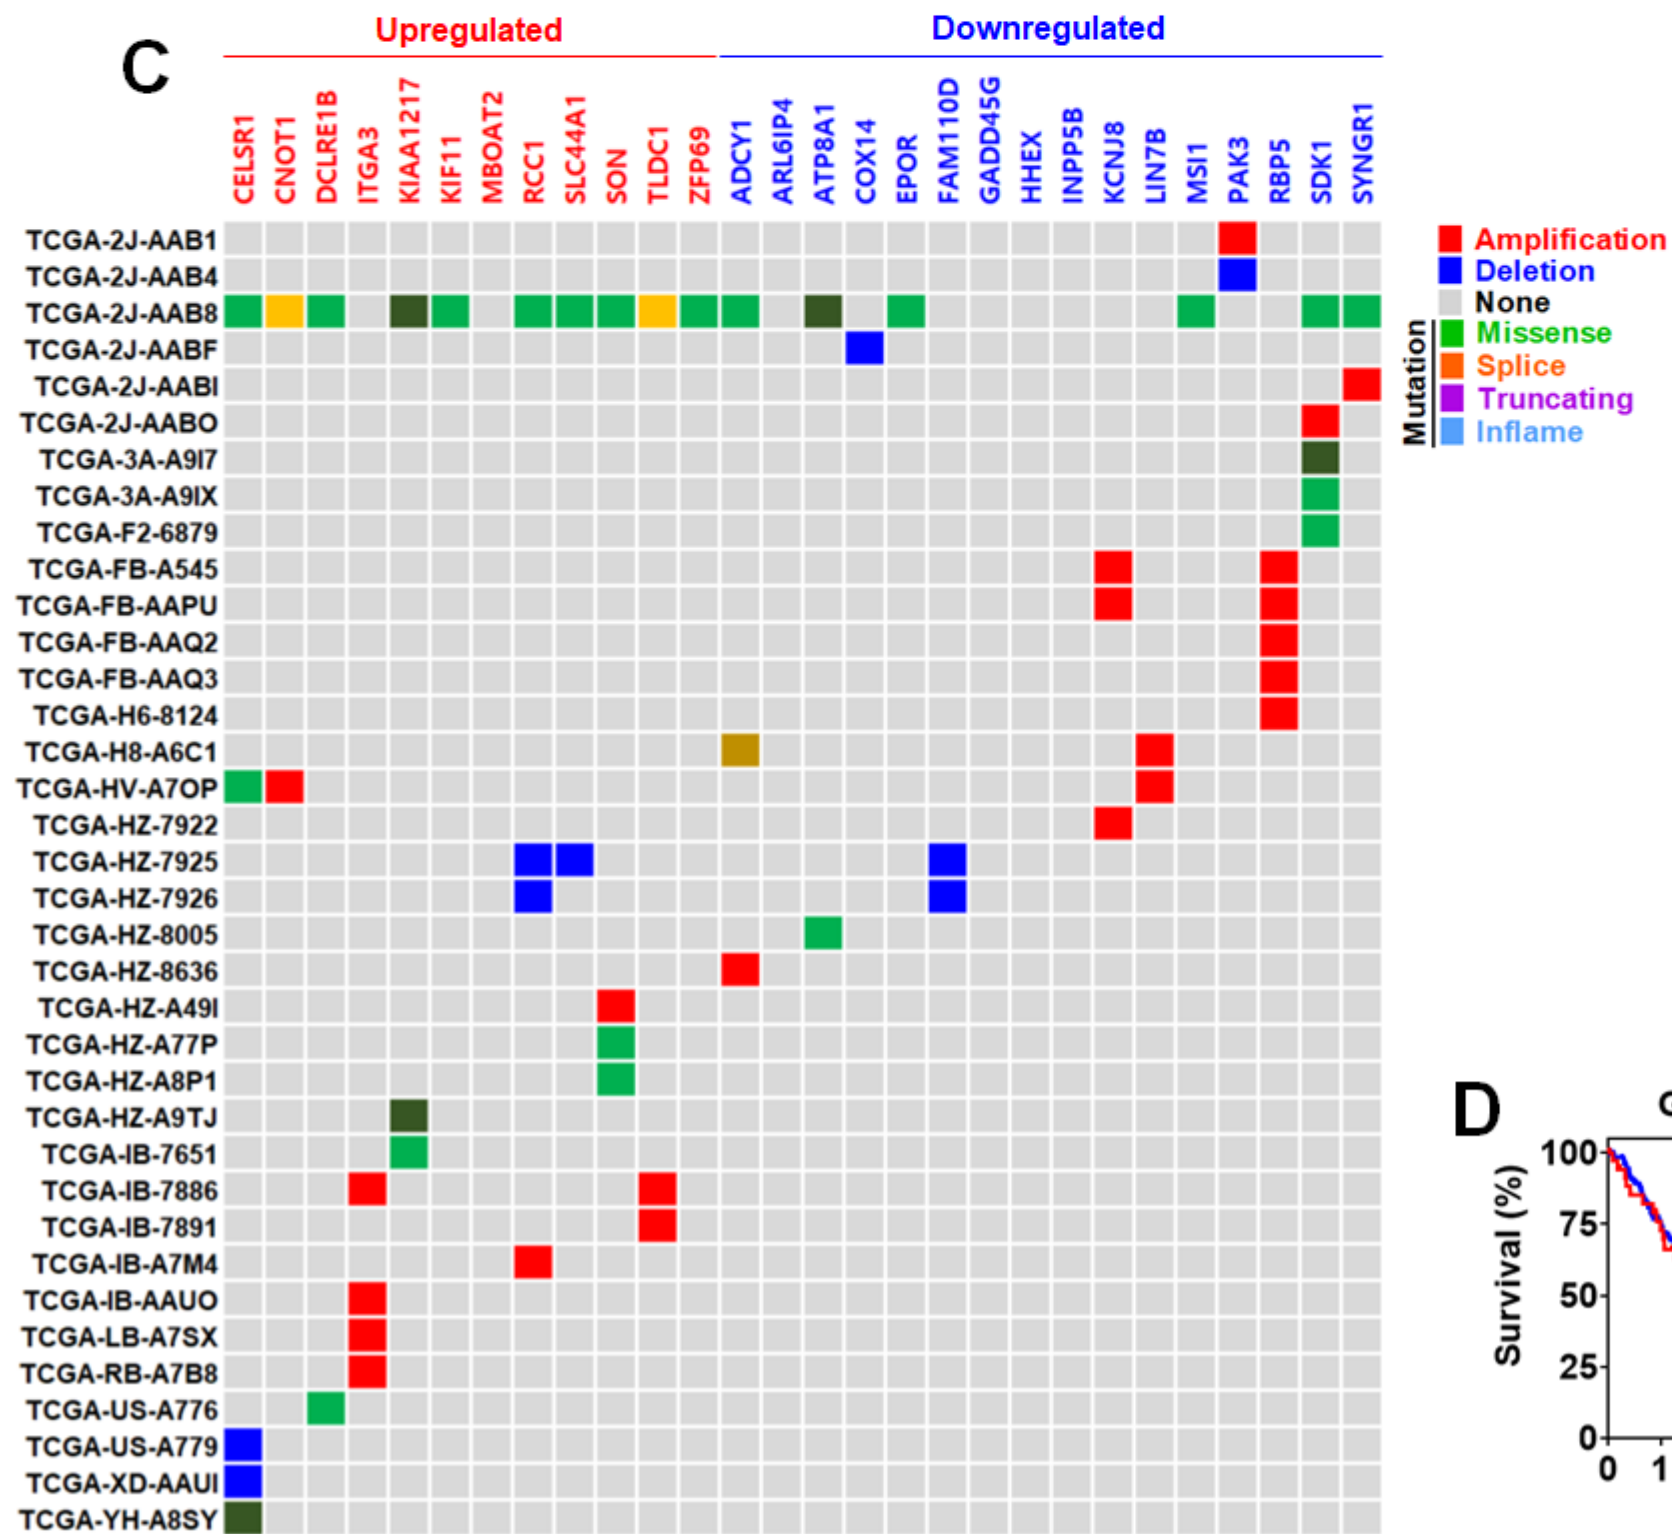 C
Upregulated
Downregulated
CELSR1
CNOT1
DCLRE1B
ITGA3
KIAA1217
KIF11
MBOAT2
RCC1
SLC44A1
SON
TLDC1
ZFP69
ADCY1
ARL6IP4
ATP8A1
COX14
EPOR
FAM110D
GADD45G
HHEX
INPP5B
KCNJ8
LIN7B
MSI1
PAK3
RBP5
SDK1
SYNGR1
TCGA-2J-AAB1
TCGA-2J-AAB4
TCGA-2J-AAB8
TCGA-2J-AABF
TCGA-2J-AABI
TCGA-2J-AABO
TCGA-3A-A9I7
TCGA-3A-A9IX
TCGA-F2-6879
TCGA-FB-A545
TCGA-FB-AAPU
TCGA-FB-AAQ2
TCGA-FB-AAQ3
TCGA-H6-8124
TCGA-H8-A6C1
TCGA-HV-A7OP
TCGA-HZ-7922
TCGA-HZ-7925
TCGA-HZ-7926
TCGA-HZ-8005
TCGA-HZ-8636
TCGA-HZ-A49I
TCGA-HZ-A77P
TCGA-HZ-A8P1
TCGA-HZ-A9TJ
TCGA-IB-7651
TCGA-IB-7886
TCGA-IB-7891
TCGA-IB-A7M4
TCGA-IB-AAUO
TCGA-LB-A7SX
TCGA-RB-A7B8
TCGA-US-A776
TCGA-US-A779
TCGA-XD-AAUI
TCGA-YH-A8SY
Amplification
Deletion
None
Mutation
Missense
Splice
Truncating
Inflame
D
Survival (%)
100
75
50
25
0
0 1